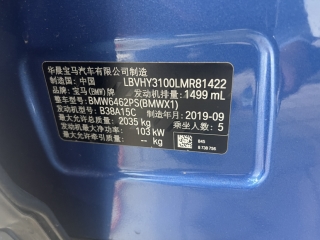 华晨宝马汽车有限公司制造
制造国: 中国 LBVHY3100LMR81422
品牌: 宝马(BMW)牌 发动机排量: 1499 mL
整车型号: BMW6462PS(BMWX1)
发动机型号: B38A15C 制造年月: 2019-09
最大允许总质量: 2035 kg 乘坐人数: 5
发动机最大净功率: 103 kW
最大允许牵引质量: -- kg